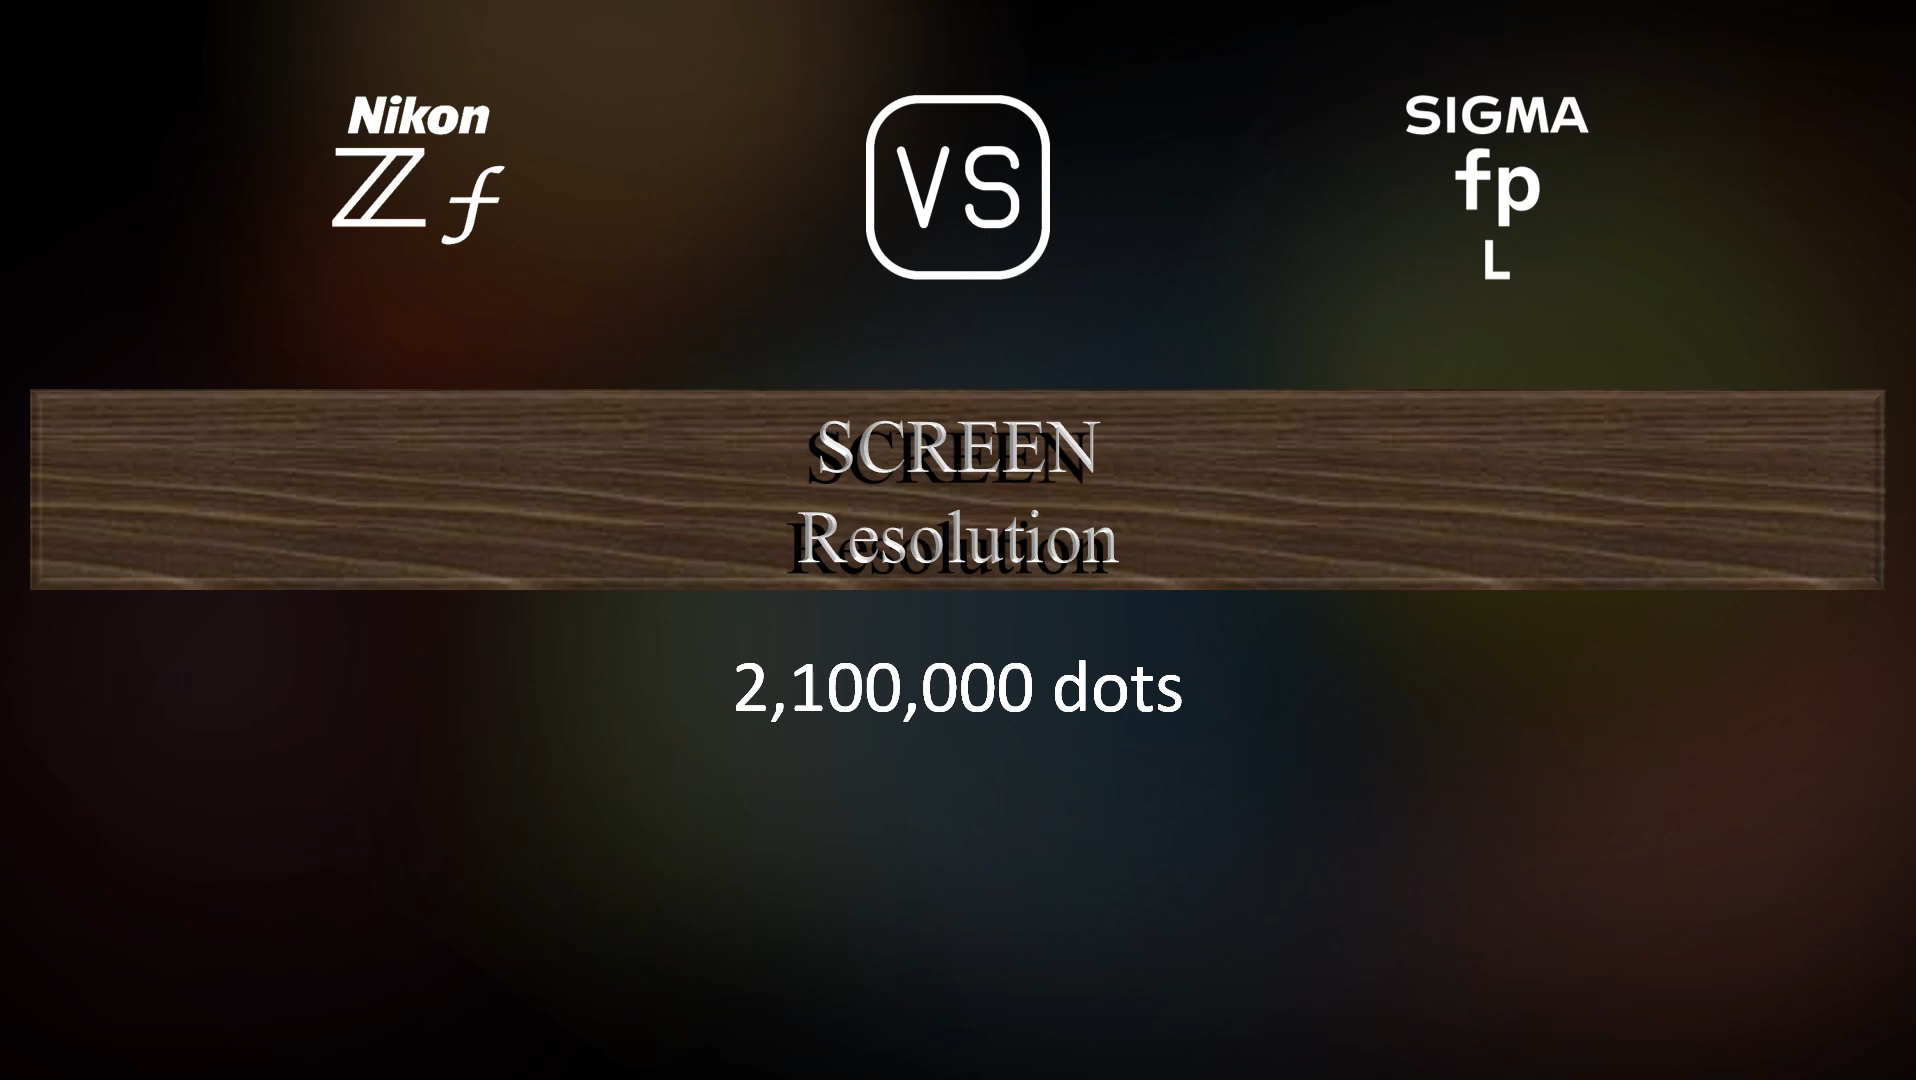 Nikon
Z f
VS
SIGMA
fp
L
SCREEN
Resolution
2,100,000 dots